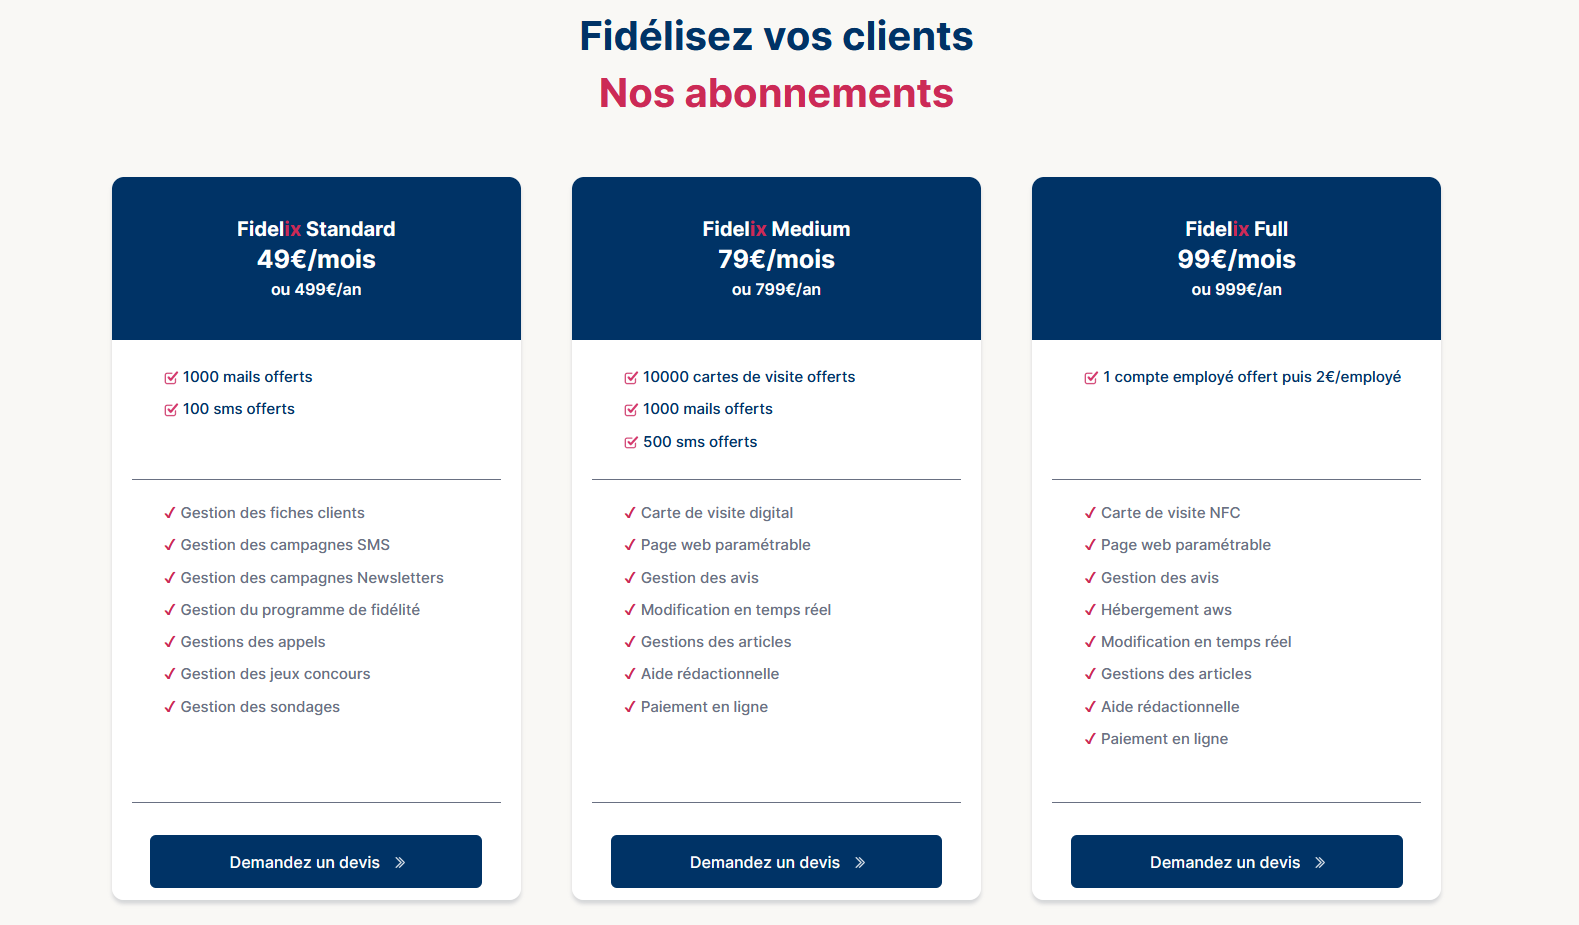 Fidélisez vos clients
Nos abonnements
Fidelix Standard
49€/mois
ou 499€/an
1000 mails offerts
100 sms offerts
Gestion des fiches clients
Gestion des campagnes SMS
Gestion des campagnes Newsletters
Gestion du programme de fidélité
Gestions des appels
Gestion des jeux concours
Gestion des sondages
Demandez un devis
Fidelix Medium
79€/mois
ou 799€/an
10000 cartes de visite offerts
1000 mails offerts
500 sms offerts
Carte de visite digital
Page web paramétrable
Gestion des avis
Modification en temps réel
Gestions des articles
Aide rédactionnelle
Paiement en ligne
Demandez un devis
Fidelix Full
99€/mois
ou 999€/an
1 compte employé offert puis 2€/employé
Carte de visite NFC
Page web paramétrable
Gestion des avis
Hébergement aws
Modification en temps réel
Gestions des articles
Aide rédactionnelle
Paiement en ligne
Demandez un devis